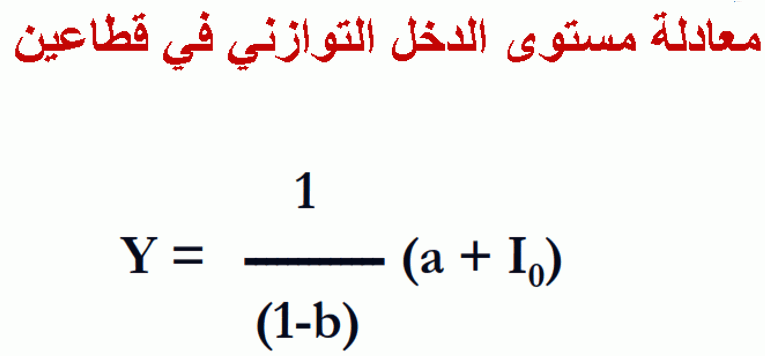 معادلة مستوى الدخل التوازني في قطاعين
1
Y = ——— (a + I₀)
(1-b)